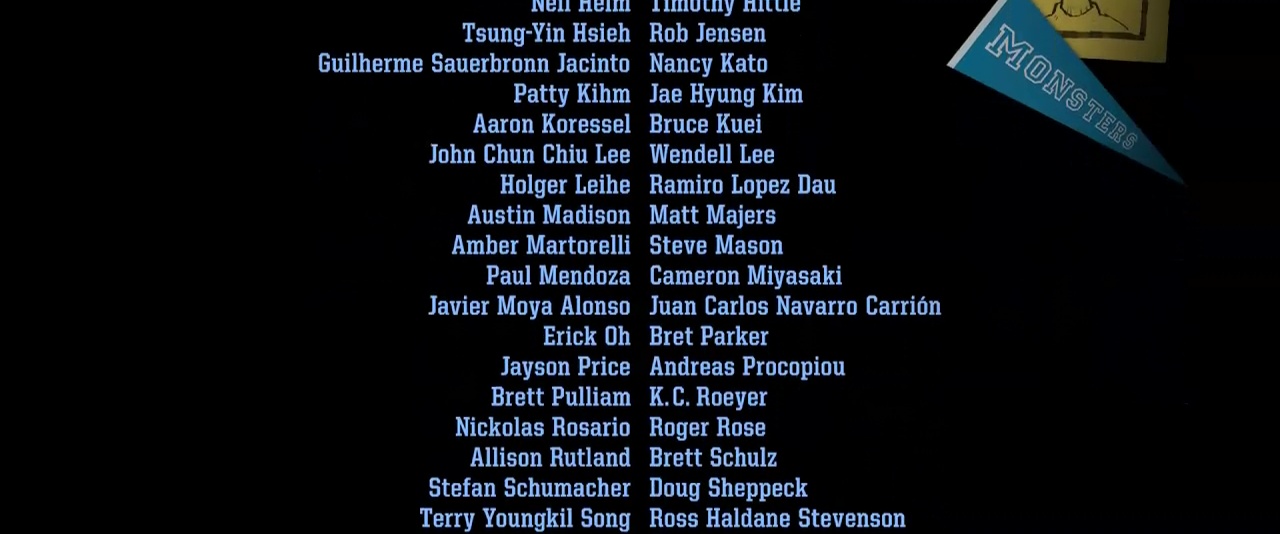 Neil Helm Timothy Hittle
Tsung-Yin Hsieh Rob Jensen
Guilherme Sauerbronn Jacinto Nancy Kato
Patty Kihm Jae Hyung Kim
Aaron Koressel Bruce Kuei
John Chun Chiu Lee Wendell Lee
Holger Leihe Ramiro Lopez Dau
Austin Madison Matt Majers
Amber Martorelli Steve Mason
Paul Mendoza Cameron Miyasaki
Javier Moya Alonso Juan Carlos Navarro Carrión
Erick Oh Bret Parker
Jayson Price Andreas Procopiou
Brett Pulliam K.C. Roeyer
Nickolas Rosario Roger Rose
Allison Rutland Brett Schulz
Stefan Schumacher Doug Sheppeck
Terry Youngkil Song Ross Haldane Stevenson
MONSTERS